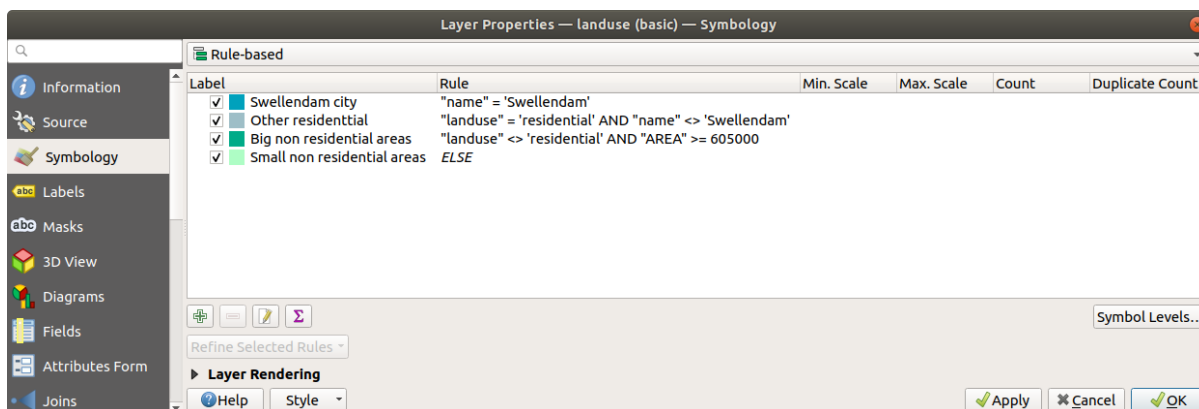 Layer Properties — landuse (basic) — Symbology
Rule-based
Information
Source
Symbology
Labels
Masks
3D View
Diagrams
Fields
Attributes Form
Joins
Label Rule Min. Scale Max. Scale Count Duplicate Count
Swellendam city "name" = 'Swellendam'
Other residenttial "landuse" = 'residential' AND "name" <> 'Swellendam'
Big non residential areas "landuse" <> 'residential' AND "AREA" >= 605000
Small non residential areas ELSE
Symbol Levels...
Refine Selected Rules
Layer Rendering
Help Style Apply Cancel OK